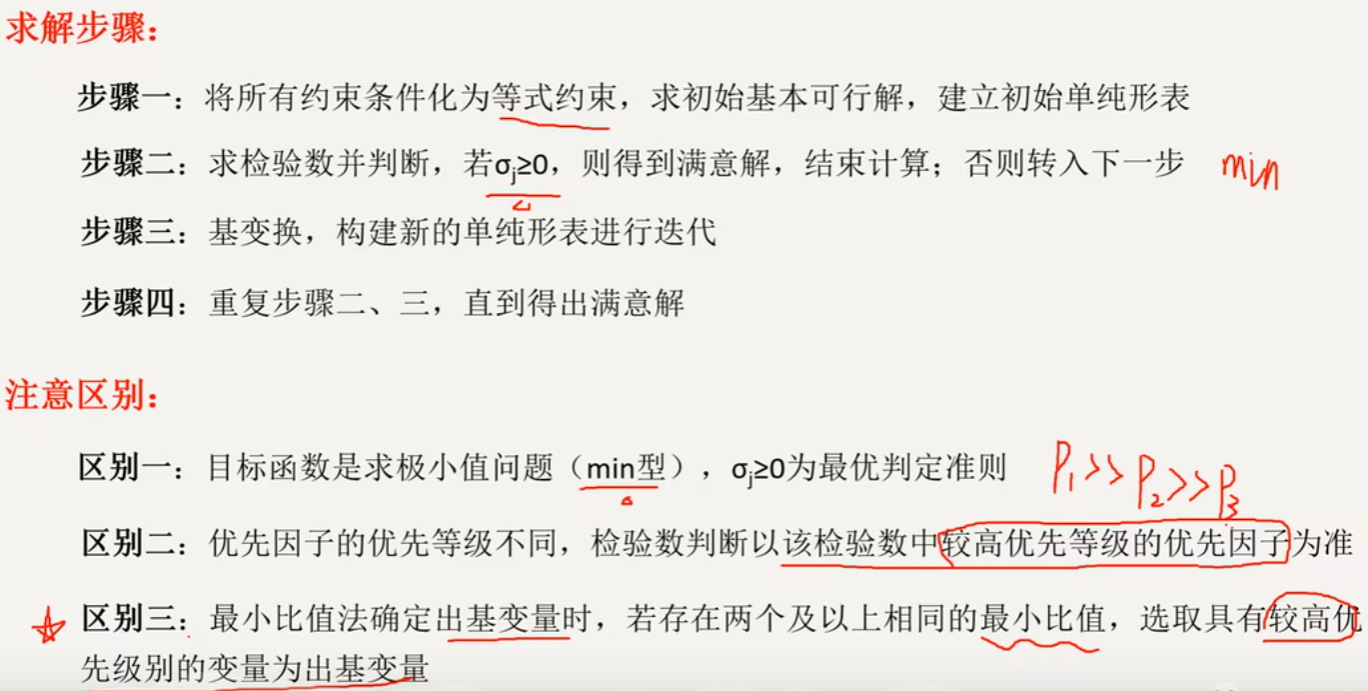 求解步骤：
步骤一：将所有约束条件化为等式约束，求初始基本可行解，建立初始单纯形表
步骤二：求检验数并判断，若σj≥0，则得到满意解，结束计算；否则转入下一步 min
步骤三：基变换，构建新的单纯形表进行迭代
步骤四：重复步骤二、三，直到得出满意解
注意区别：
区别一：目标函数是求极小值问题（min型），σj≥0为最优判定准则 P1>>P2>>P3
区别二：优先因子的优先等级不同，检验数判断以该检验数中较高优先等级的优先因子为准
区别三：最小比值法确定出基变量时，若存在两个及以上相同的最小比值，选取具有较高优
先级别的变量为出基变量